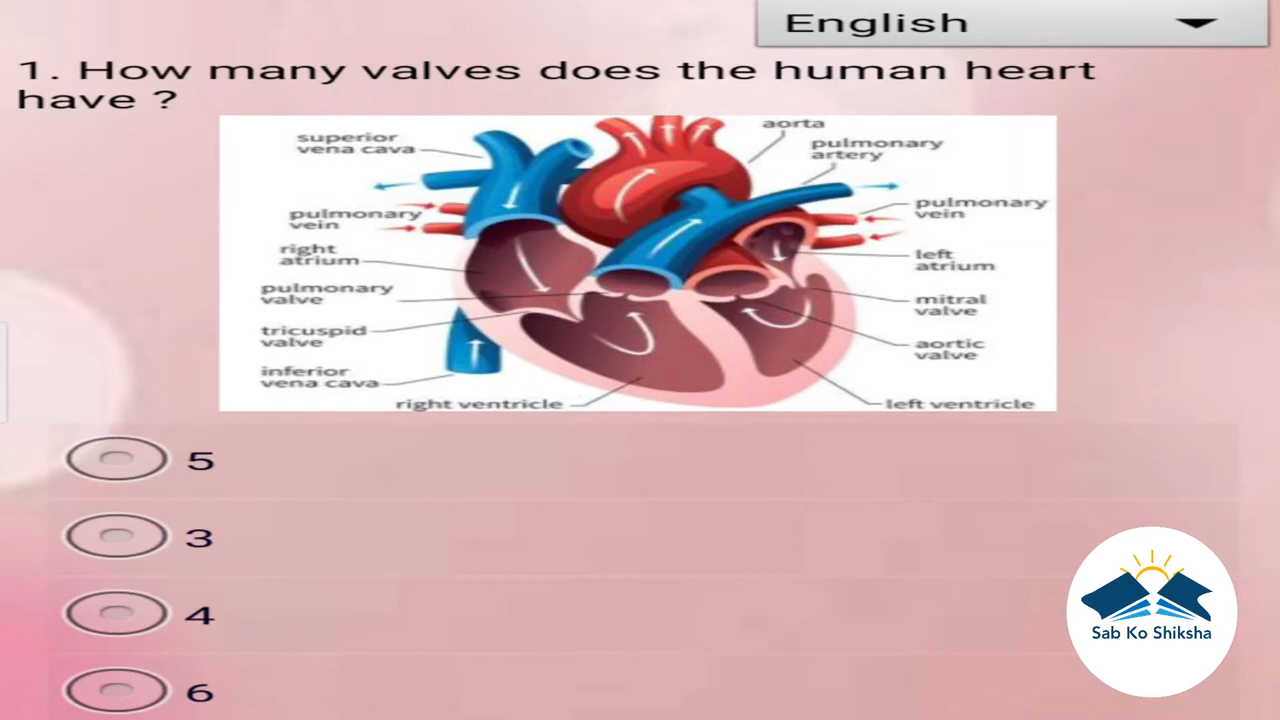 English
1. How many valves does the human heart
have ?
superior
vena cava
aorta
pulmonary
artery
pulmonary
vein
pulmonary
vein
right
atrium
left
atrium
pulmonary
valve
mitral
valve
tricuspid
valve
aortic
valve
inferior
vena cava
right ventricle
left ventricle
5
3
4
6
Sab Ko Shiksha